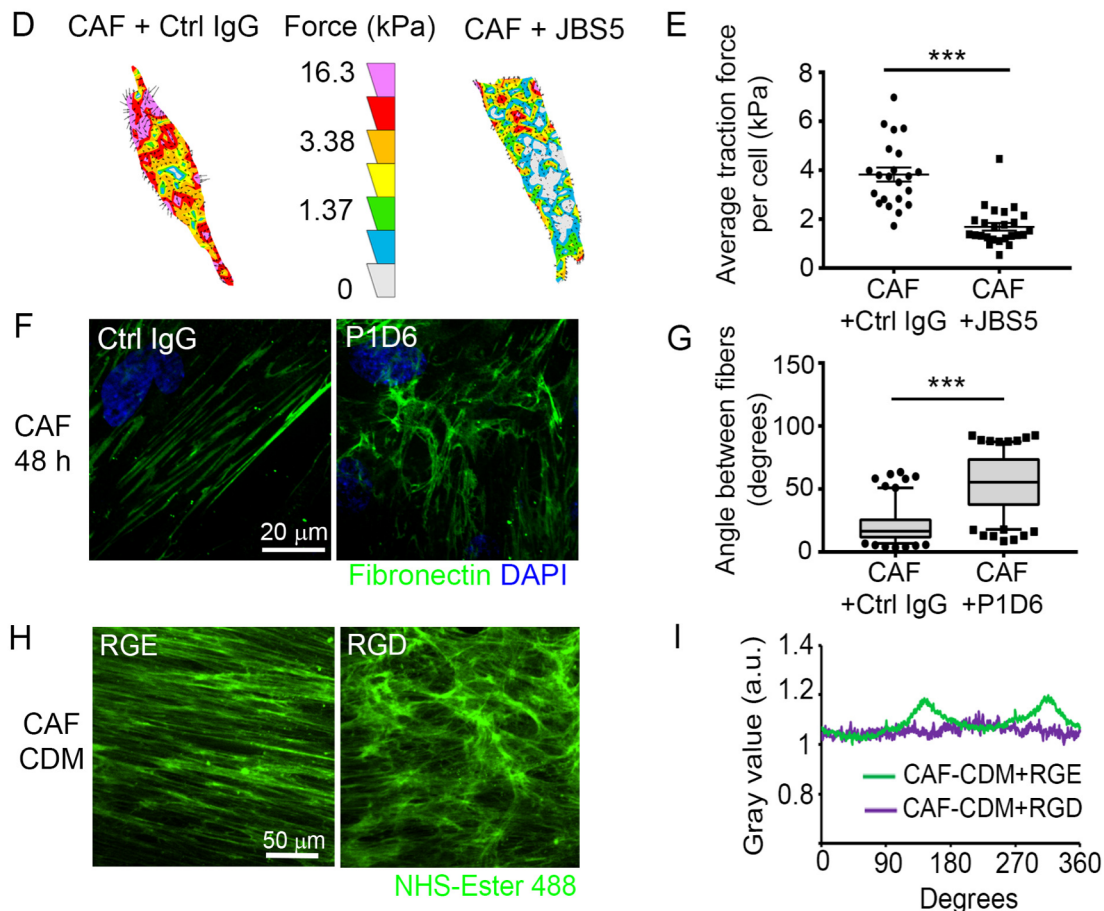 D
CAF + Ctrl IgG
Force (kPa)
CAF + JBS5
16.3
3.38
1.37
0
E
***
Average traction force
per cell (kPa)
8
6
4
2
0
CAF
+Ctrl IgG
CAF
+JBS5
F
CAF
48 h
Ctrl IgG
P1D6
20 μm
Fibronectin DAPI
G
***
Angle between fibers
(degrees)
150
100
50
0
CAF
+Ctrl IgG
CAF
+P1D6
H
CAF
CDM
RGE
RGD
50 μm
NHS-Ester 488
I
Gray value (a.u.)
1.4
1.2
1
0.8
CAF-CDM+RGE
CAF-CDM+RGD
0 90 180 270 360
Degrees